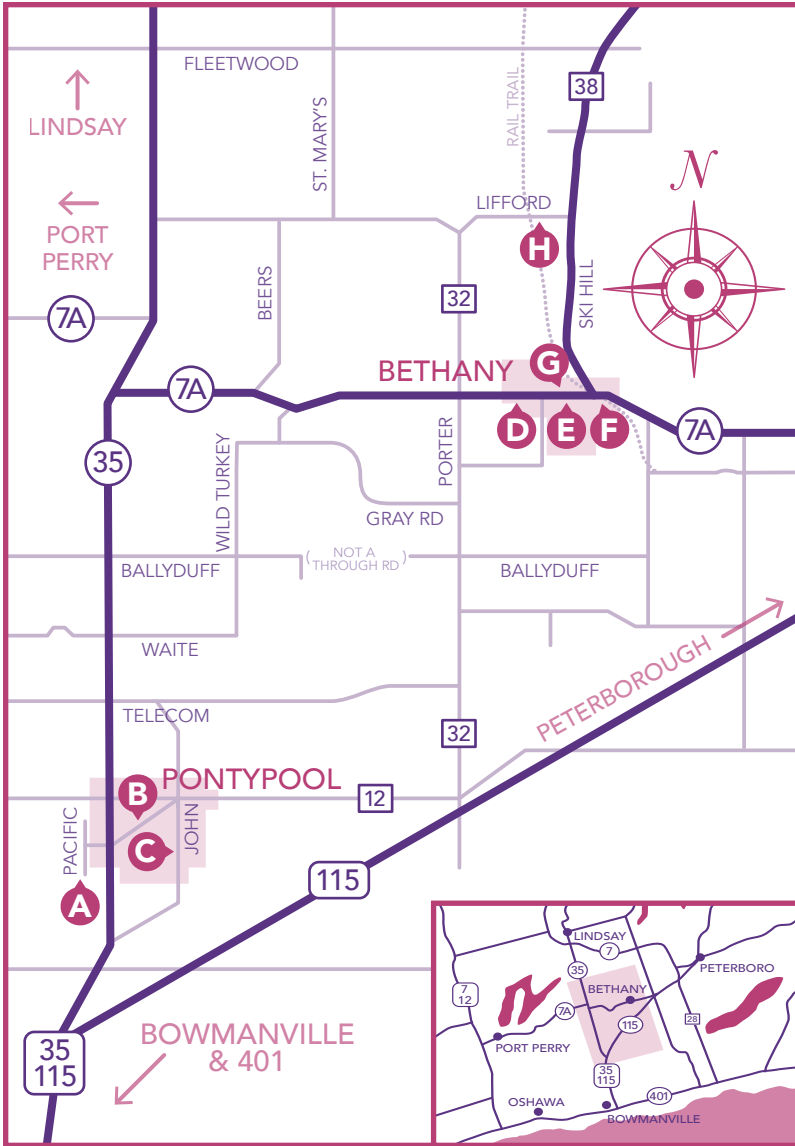 FLEETWOOD
38
LINDSAY
ST. MARY'S
RAIL TRAIL
N
LIFFORD
PORT
PERRY
H
BEERS
32
SKI HILL
7A
G
BETHANY
7A
D
E
F
7A
35
WILD TURKEY
PORTER
GRAY RD
BALLYDUFF
( NOT A
THROUGH RD )
BALLYDUFF
WAITE
PETERBOROUGH
TELECOM
32
PONTYPOOL
B
12
PACIFIC
C
JOHN
A
115
35
115
BOWMANVILLE
& 401
LINDSAY
7
35
PETERBORO
7
12
BETHANY
7A
115
28
PORT PERRY
35
115
401
OSHAWA
BOWMANVILLE